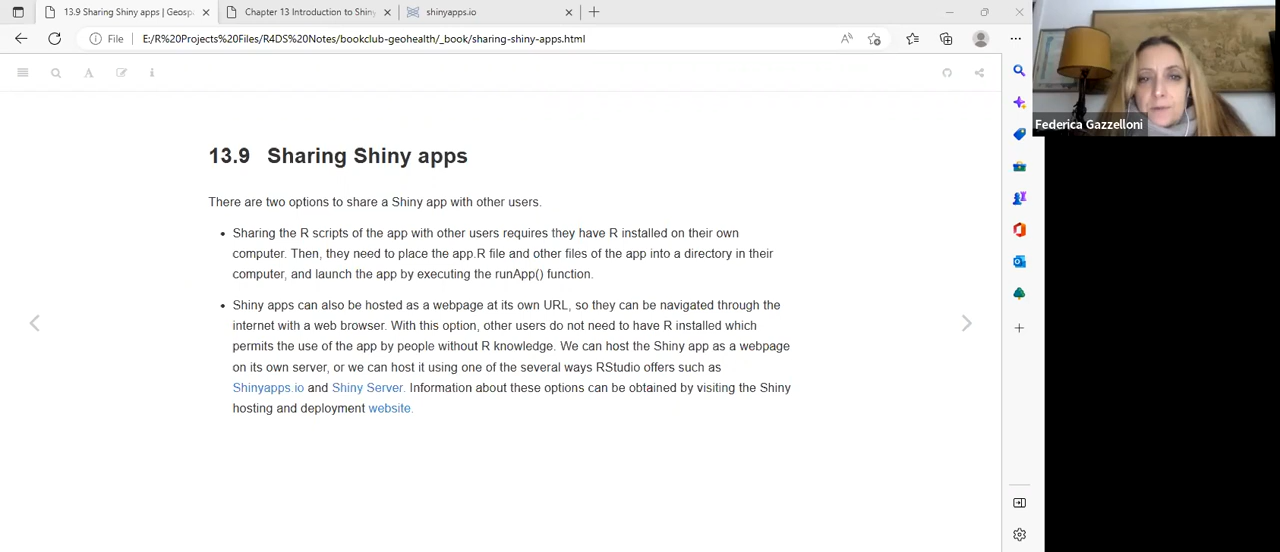 13.9 Sharing Shiny apps | Geospa
Chapter 13 Introduction to Shiny
shinyapps.io
File
E:/R%20Projects%20Files/R4DS%20Notes/bookclub-geohealth/_book/sharing-shiny-apps.html
Federica Gazzelloni
13.9 Sharing Shiny apps
There are two options to share a Shiny app with other users.
• Sharing the R scripts of the app with other users requires they have R installed on their own
computer. Then, they need to place the app.R file and other files of the app into a directory in their
computer, and launch the app by executing the runApp() function.
• Shiny apps can also be hosted as a webpage at its own URL, so they can be navigated through the
internet with a web browser. With this option, other users do not need to have R installed which
permits the use of the app by people without R knowledge. We can host the Shiny app as a webpage
on its own server, or we can host it using one of the several ways RStudio offers such as
Shinyapps.io and Shiny Server. Information about these options can be obtained by visiting the Shiny
hosting and deployment website.